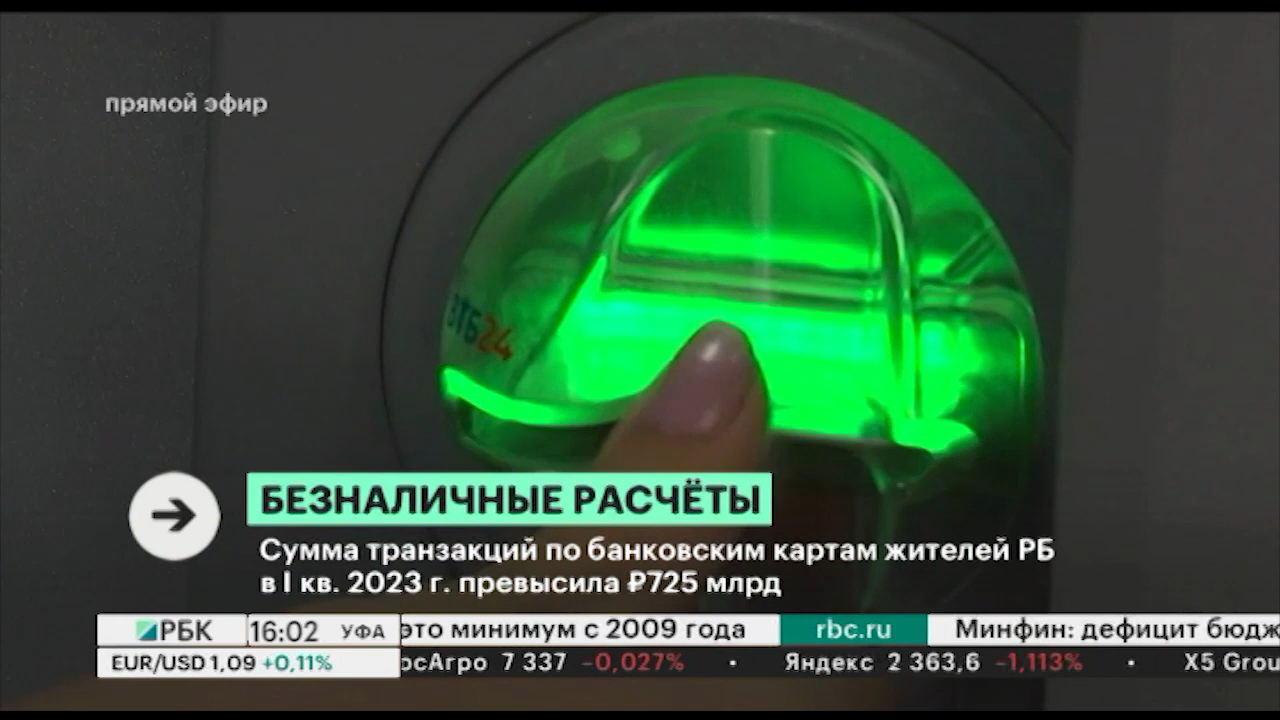 прямой эфир
ВТБ24
БЕЗНАЛИЧНЫЕ РАСЧЁТЫ
Сумма транзакций по банковским картам жителей РБ
в I кв. 2023 г. превысила ₽725 млрд
РБК 16:02 УФА это минимум с 2009 года rbc.ru Минфин: дефицит бюдж
EUR/USD 1,09 +0,11% осАгро 7 337 -0,027% · Яндекс 2 363,6 -1,113% · X5 Grou